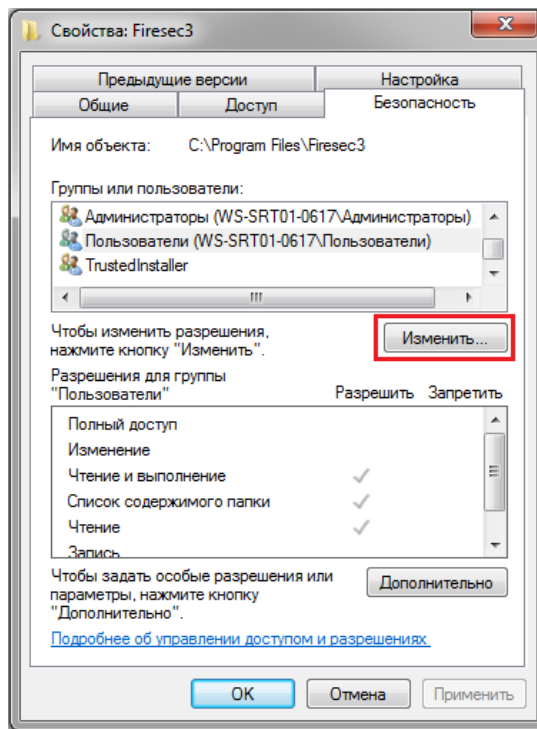 Свойства: Firesec3
Предыдущие версии
Настройка
Общие
Доступ
Безопасность
Имя объекта: C:\Program Files\Firesec3
Группы или пользователи:
Администраторы (WS-SRT01-0617\Администраторы)
Пользователи (WS-SRT01-0617\Пользователи)
TrustedInstaller
Чтобы изменить разрешения,
нажмите кнопку "Изменить".
Изменить...
Разрешения для группы
"Пользователи"
Разрешить Запретить
Полный доступ
Изменение
Чтение и выполнение
Список содержимого папки
Чтение
Запись
Чтобы задать особые разрешения или
параметры, нажмите кнопку
"Дополнительно".
Дополнительно
Подробнее об управлении доступом и разрешениях
OK
Отмена
Применить